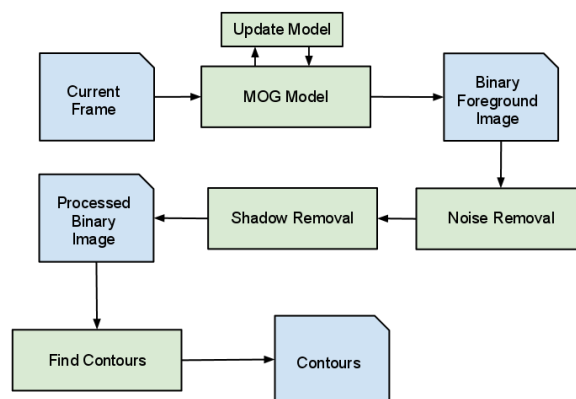 Update Model
Current
Frame
MOG Model
Binary
Foreground
Image
Processed
Binary
Image
Shadow Removal
Noise Removal
Find Contours
Contours